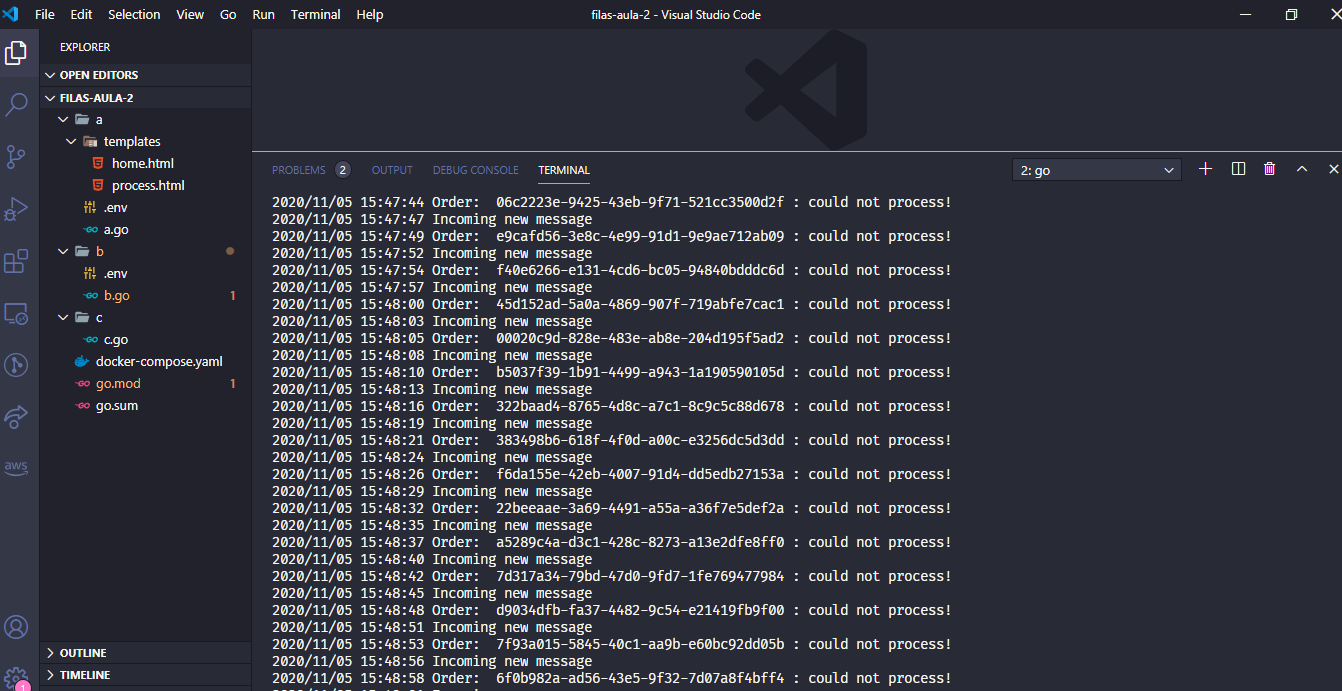 File Edit Selection View Go Run Terminal Help
filas-aula-2 - Visual Studio Code
EXPLORER
OPEN EDITORS
FILAS-AULA-2
a
templates
home.html
process.html
.env
a.go
b
.env
b.go 1
c
c.go
docker-compose.yaml
go.mod 1
go.sum
OUTLINE
TIMELINE
aws
1
PROBLEMS 2 OUTPUT DEBUG CONSOLE TERMINAL
2: go
2020/11/05 15:47:44 Order:  06c2223e-9425-43eb-9f71-521cc3500d2f : could not process!
2020/11/05 15:47:47 Incoming new message
2020/11/05 15:47:49 Order:  e9cafd56-3e8c-4e99-91d1-9e9ae712ab09 : could not process!
2020/11/05 15:47:52 Incoming new message
2020/11/05 15:47:54 Order:  f40e6266-e131-4cd6-bc05-94840bdddc6d : could not process!
2020/11/05 15:47:57 Incoming new message
2020/11/05 15:48:00 Order:  45d152ad-5a0a-4869-907f-719abfe7cac1 : could not process!
2020/11/05 15:48:03 Incoming new message
2020/11/05 15:48:05 Order:  00020c9d-828e-483e-ab8e-204d195f5ad2 : could not process!
2020/11/05 15:48:08 Incoming new message
2020/11/05 15:48:10 Order:  b5037f39-1b91-4499-a943-1a190590105d : could not process!
2020/11/05 15:48:13 Incoming new message
2020/11/05 15:48:16 Order:  322baad4-8765-4d8c-a7c1-8c9c5c88d678 : could not process!
2020/11/05 15:48:19 Incoming new message
2020/11/05 15:48:21 Order:  383498b6-618f-4f0d-a00c-e3256dc5d3dd : could not process!
2020/11/05 15:48:24 Incoming new message
2020/11/05 15:48:26 Order:  f6da155e-42eb-4007-91d4-dd5edb27153a : could not process!
2020/11/05 15:48:29 Incoming new message
2020/11/05 15:48:32 Order:  22beeaae-3a69-4491-a55a-a36f7e5def2a : could not process!
2020/11/05 15:48:35 Incoming new message
2020/11/05 15:48:37 Order:  a5289c4a-d3c1-428c-8273-a13e2dfe8ff0 : could not process!
2020/11/05 15:48:40 Incoming new message
2020/11/05 15:48:42 Order:  7d317a34-79bd-47d0-9fd7-1fe769477984 : could not process!
2020/11/05 15:48:45 Incoming new message
2020/11/05 15:48:48 Order:  d9034dfb-fa37-4482-9c54-e21419fb9f00 : could not process!
2020/11/05 15:48:51 Incoming new message
2020/11/05 15:48:53 Order:  7f93a015-5845-40c1-aa9b-e60bc92dd05b : could not process!
2020/11/05 15:48:56 Incoming new message
2020/11/05 15:48:58 Order:  6f0b982a-ad56-43e5-9f32-7d07a8f4bff4 : could not process!